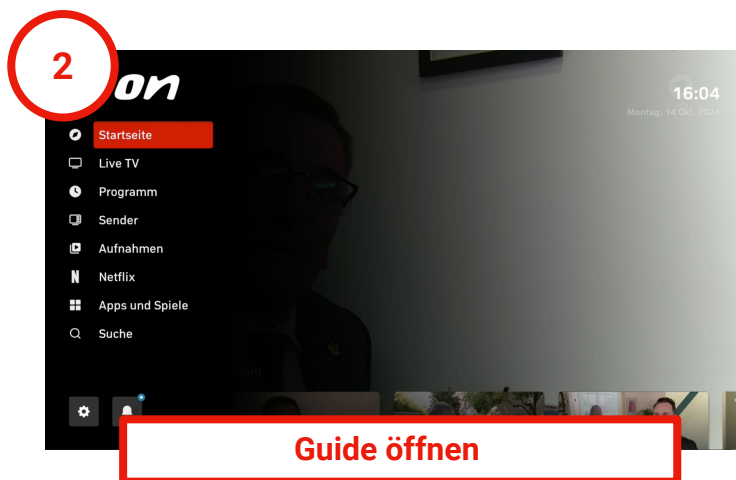 2
on
16:04
Montag, 14 Okt. 2024
Startseite
Live TV
Programm
Sender
Aufnahmen
N Netflix
Apps und Spiele
Suche
Guide öffnen